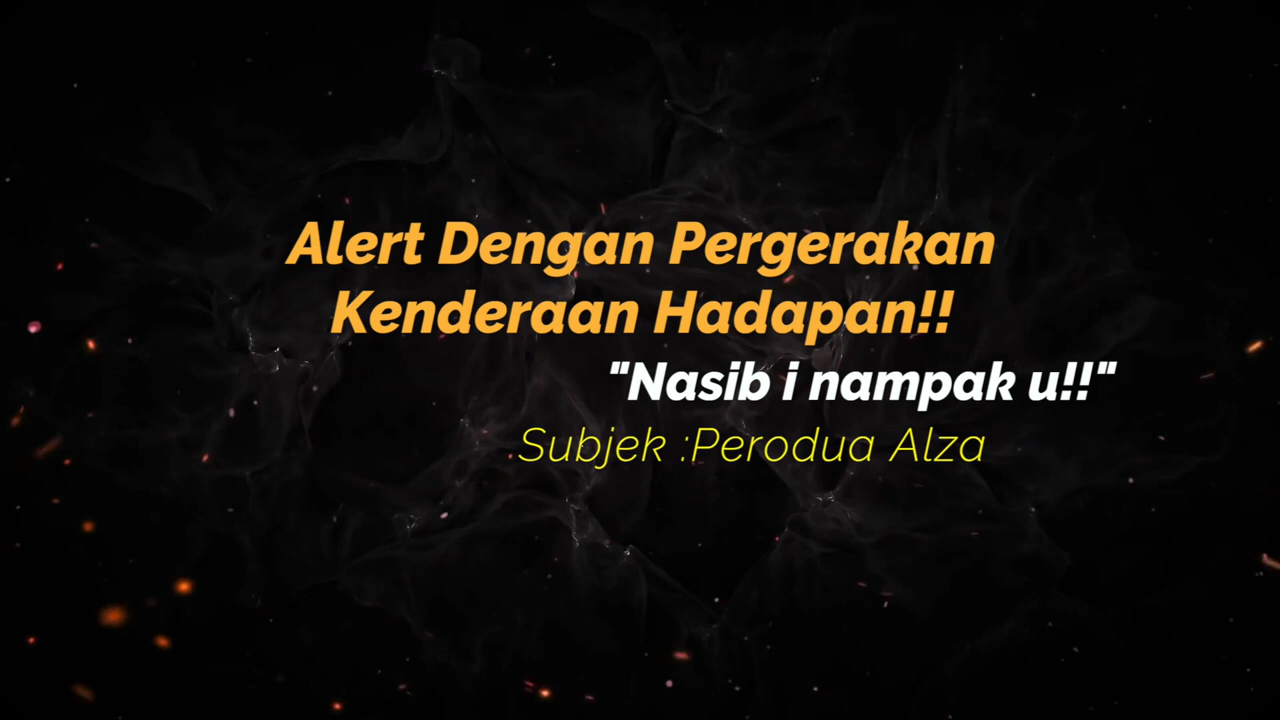 Alert Dengan Pergerakan
Kenderaan Hadapan!!
"Nasib i nampak u!!"
Subjek :Perodua Alza